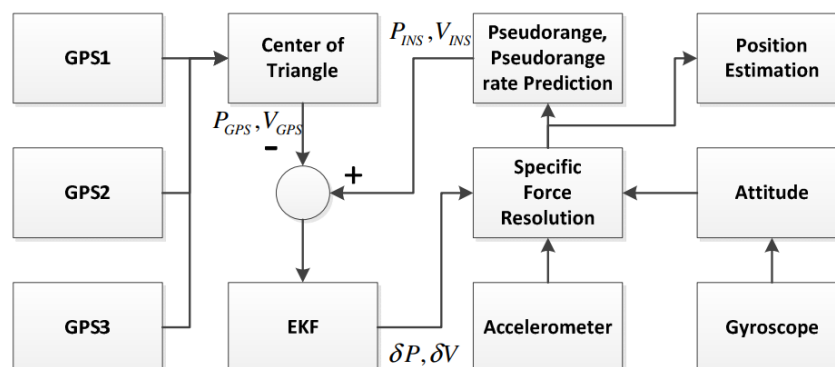 GPS1
Center of
Triangle
P_INS, V_INS
Pseudorange,
Pseudorange
rate Prediction
Position
Estimation
P_GPS, V_GPS
-
+
GPS2
Specific
Force
Resolution
Attitude
GPS3
EKF
δP, δV
Accelerometer
Gyroscope